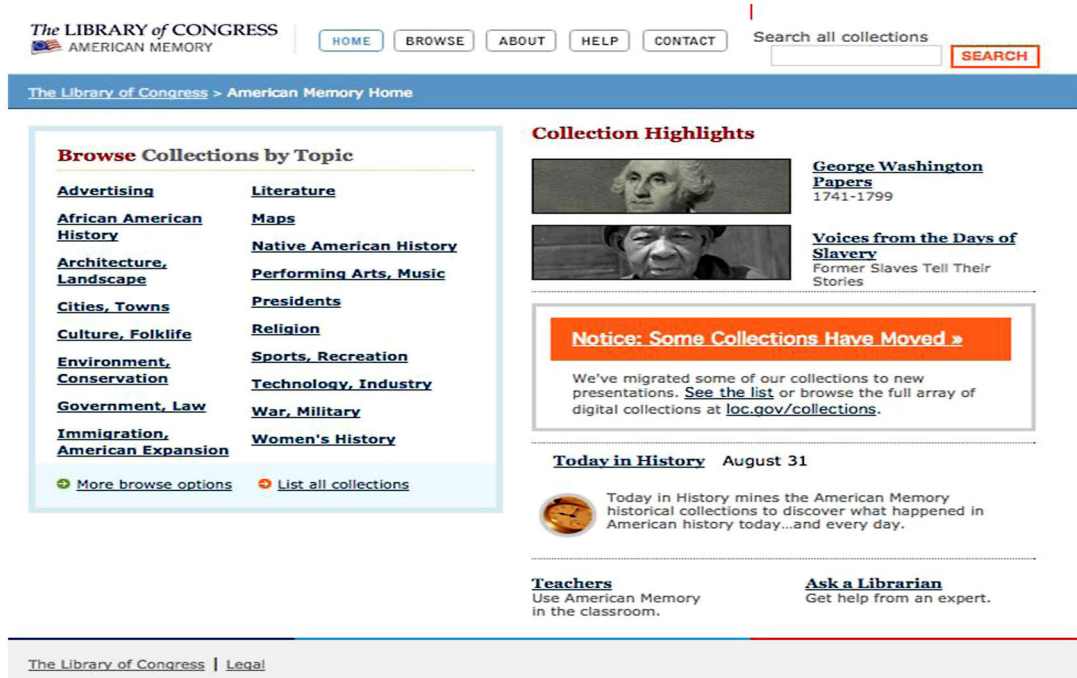 The LIBRARY of CONGRESS
AMERICAN MEMORY
HOME
BROWSE
ABOUT
HELP
CONTACT
Search all collections
SEARCH
The Library of Congress > American Memory Home
Browse Collections by Topic
Advertising
African American
History
Architecture,
Landscape
Cities, Towns
Culture, Folklife
Environment,
Conservation
Government, Law
Immigration,
American Expansion
Literature
Maps
Native American History
Performing Arts, Music
Presidents
Religion
Sports, Recreation
Technology, Industry
War, Military
Women's History
More browse options
List all collections
Collection Highlights
George Washington
Papers
1741-1799
Voices from the Days of
Slavery
Former Slaves Tell Their
Stories
Notice: Some Collections Have Moved »
We've migrated some of our collections to new
presentations. See the list or browse the full array of
digital collections at loc.gov/collections.
Today in History August 31
Today in History mines the American Memory
historical collections to discover what happened in
American history today...and every day.
Teachers
Use American Memory
in the classroom.
Ask a Librarian
Get help from an expert.
The Library of Congress | Legal